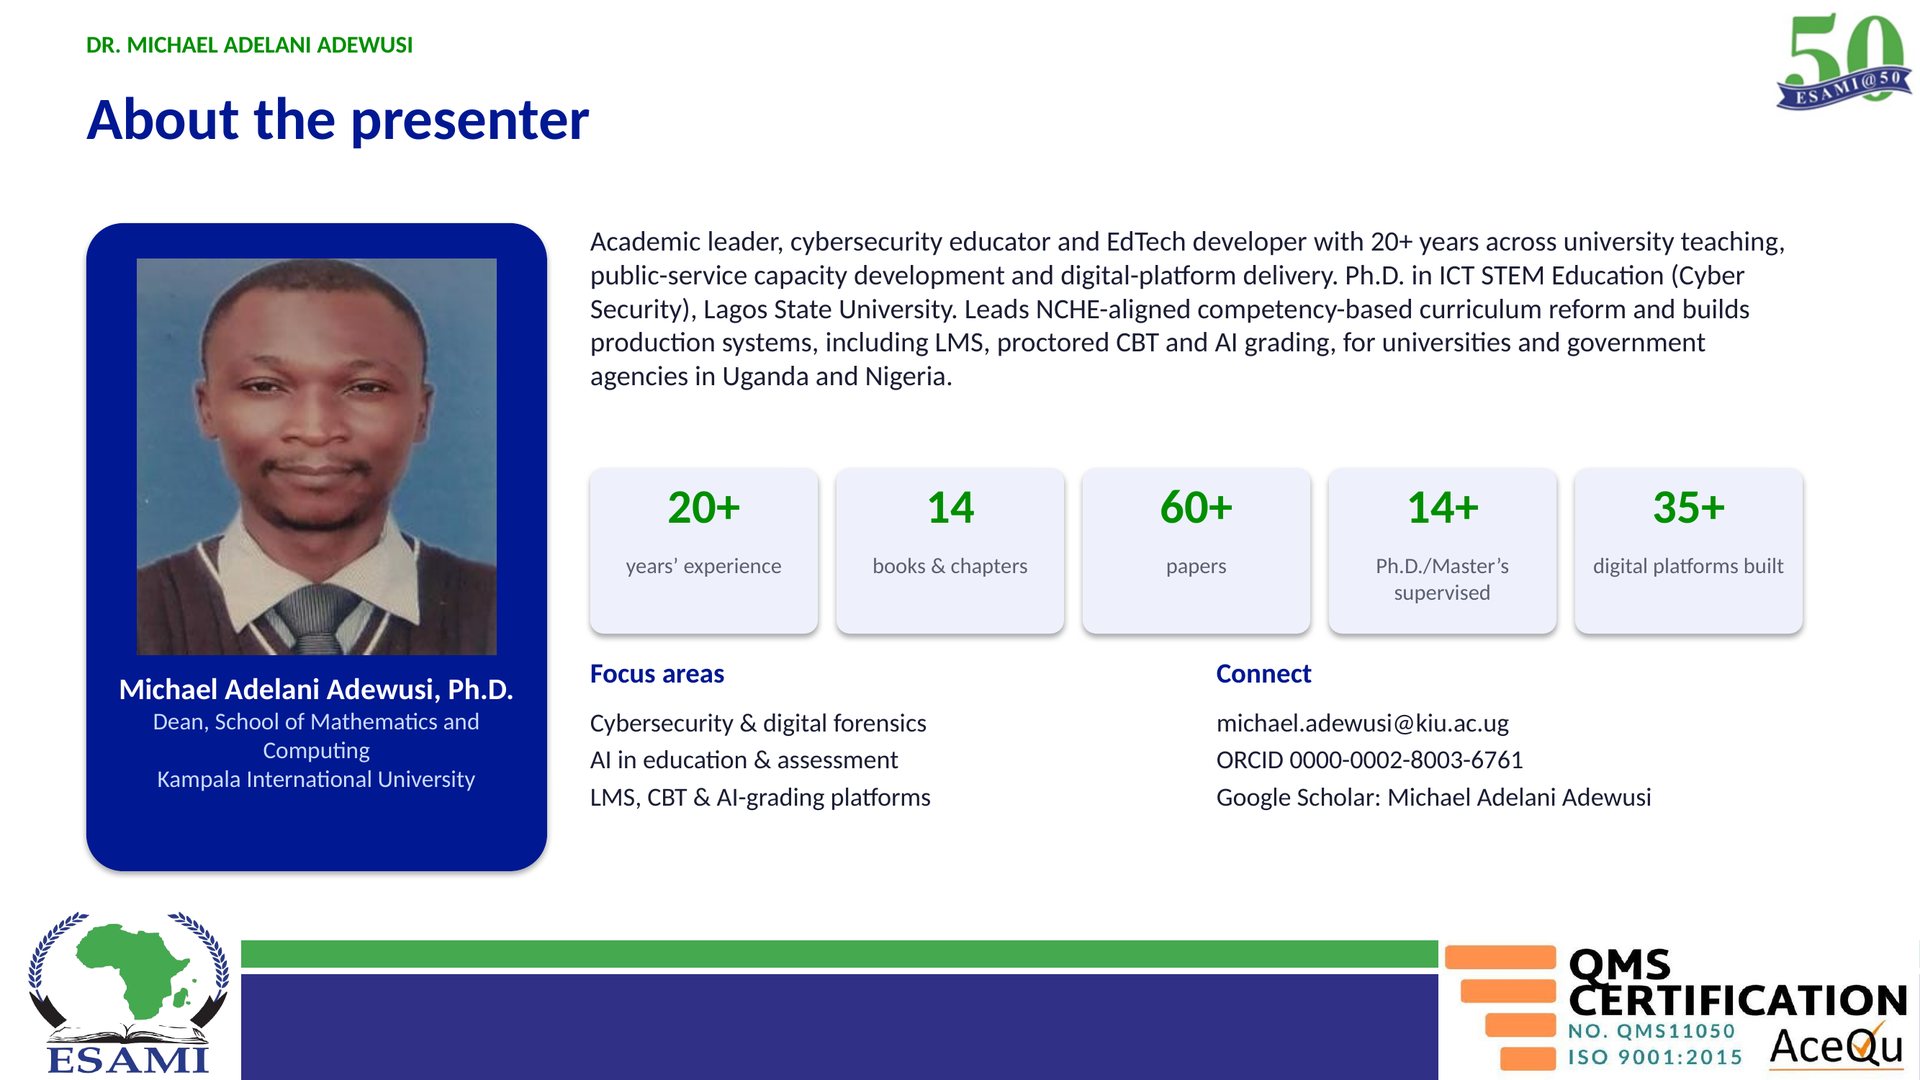 DR. MICHAEL ADELANI ADEWUSI
50
ESAMI@50
About the presenter
Michael Adelani Adewusi, Ph.D.
Dean, School of Mathematics and
Computing
Kampala International University
Academic leader, cybersecurity educator and EdTech developer with 20+ years across university teaching,
public-service capacity development and digital-platform delivery. Ph.D. in ICT STEM Education (Cyber
Security), Lagos State University. Leads NCHE-aligned competency-based curriculum reform and builds
production systems, including LMS, proctored CBT and AI grading, for universities and government
agencies in Uganda and Nigeria.
20+
years’ experience
14
books & chapters
60+
papers
14+
Ph.D./Master’s
supervised
35+
digital platforms built
Focus areas
Cybersecurity & digital forensics
AI in education & assessment
LMS, CBT & AI-grading platforms
Connect
michael.adewusi@kiu.ac.ug
ORCID 0000-0002-8003-6761
Google Scholar: Michael Adelani Adewusi
ESAMI
QMS
CERTIFICATION
NO. QMS11050
ISO 9001:2015
AceQu